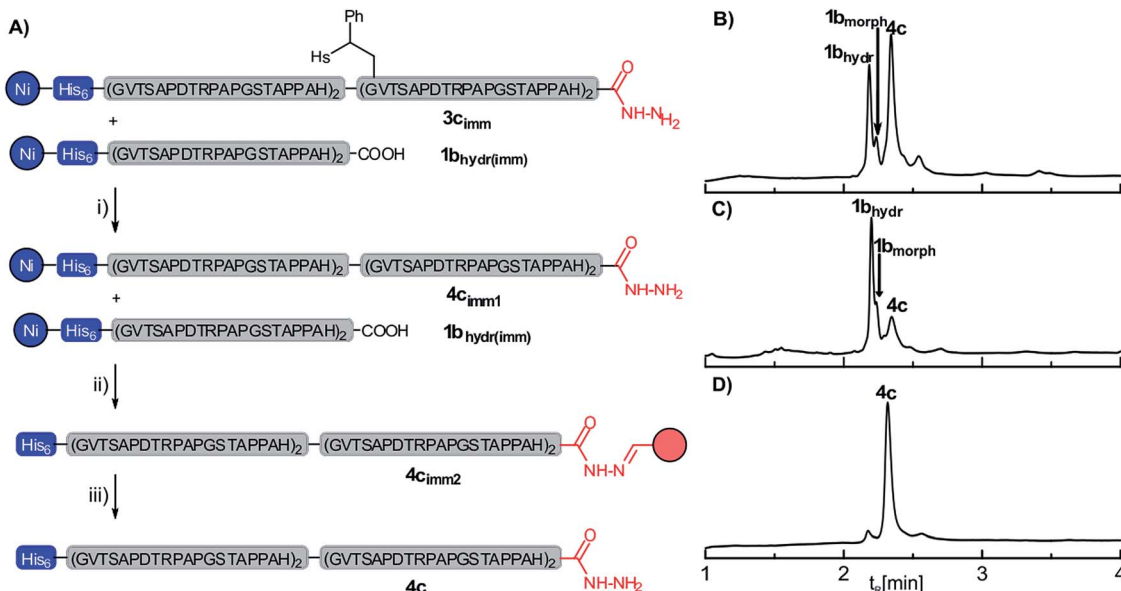 A)
Ph
Hs
Ni His6 (GVTSAPDTRPAPGSTAPPAH)2 (GVTSAPDTRPAPGSTAPPAH)2 O
NH-NH2
3cimm
+
Ni His6 (GVTSAPDTRPAPGSTAPPAH)2 COOH 1bhydr(imm)
i)
Ni His6 (GVTSAPDTRPAPGSTAPPAH)2 (GVTSAPDTRPAPGSTAPPAH)2 O
NH-NH2
4cimm1
+
Ni His6 (GVTSAPDTRPAPGSTAPPAH)2 COOH 1bhydr(imm)
ii)
His6 (GVTSAPDTRPAPGSTAPPAH)2 (GVTSAPDTRPAPGSTAPPAH)2 O
NH-N
4cimm2
iii)
His6 (GVTSAPDTRPAPGSTAPPAH)2 (GVTSAPDTRPAPGSTAPPAH)2 O
NH-NH2
4c
B)
1bmorph
4c
1bhydr
C)
1bhydr
1bmorph
4c
D)
4c
1 2 3 4
tR[min]